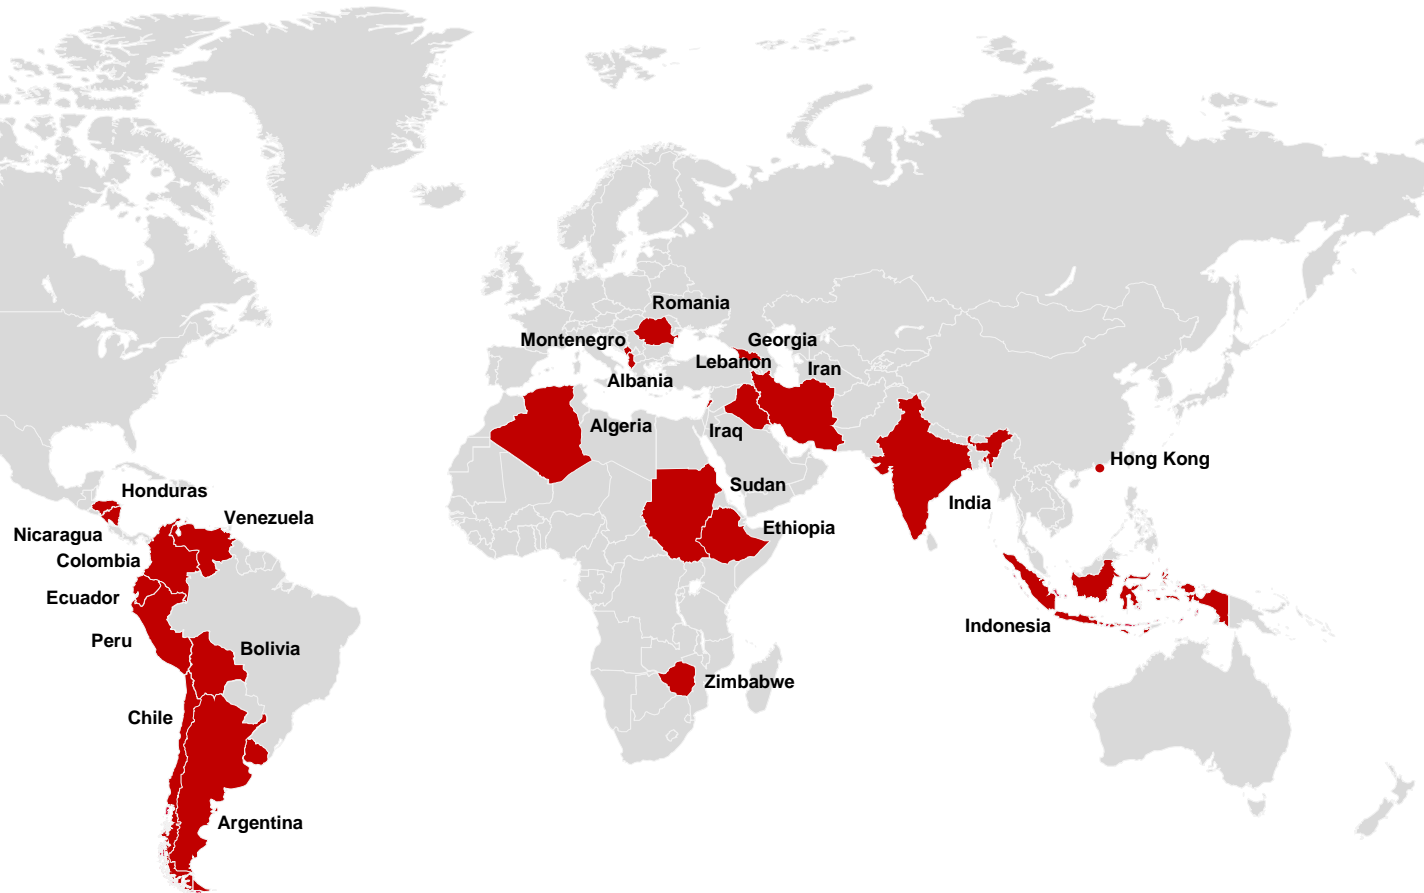 Romania
Montenegro
Georgia
Lebanon
Iran
Albania
Algeria
Iraq
Hong Kong
Sudan
Honduras
India
Venezuela
Ethiopia
Nicaragua
Colombia
Ecuador
Indonesia
Peru
Bolivia
Zimbabwe
Chile
Argentina